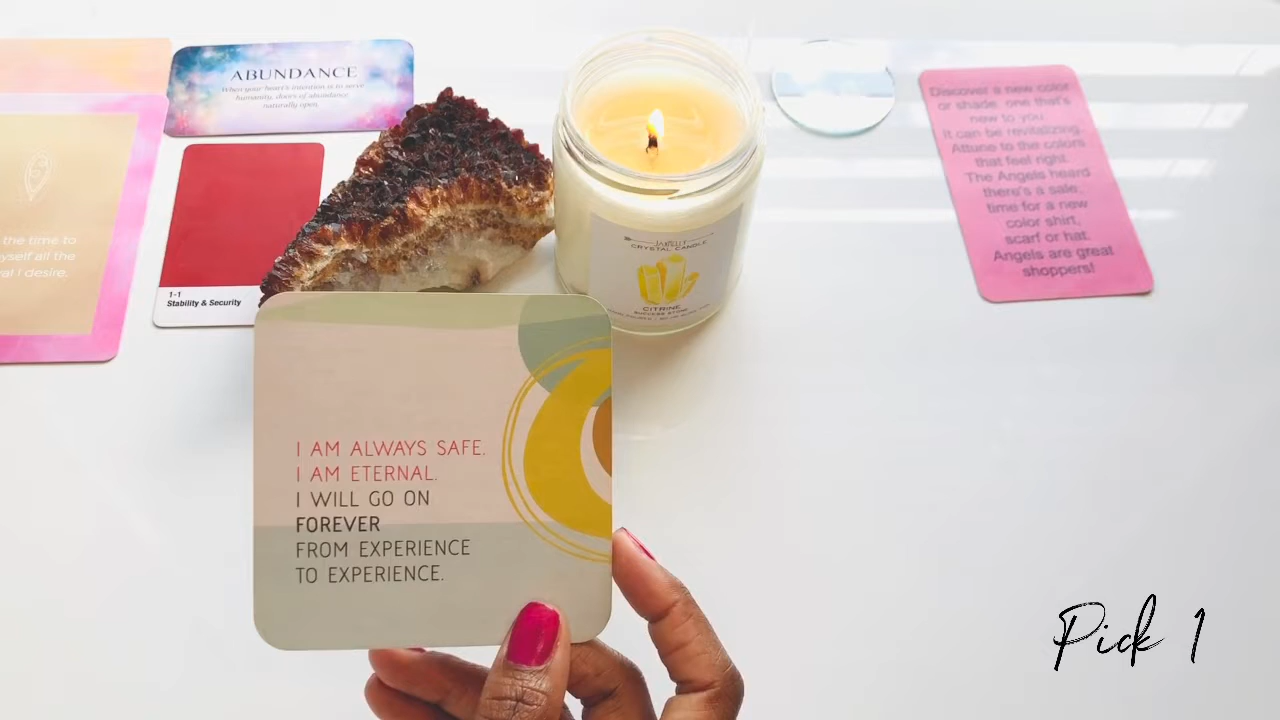 ABUNDANCE
When your heart's intention is to serve
humanity, doors of abundance
naturally open.
the time to
yself all the
val I desire.
1-1
Stability & Security
CRYSTAL CANDLE
CITRINE
SUCCESS STONE
Discover a new color
or shade, one that's
new to you.
It can be revitalizing.
Attune to the colors
that feel right.
The Angels heard
there's a sale,
time for a new
color shirt,
scarf or hat.
Angels are great
shoppers!
I AM ALWAYS SAFE.
I AM ETERNAL.
I WILL GO ON
FOREVER
FROM EXPERIENCE
TO EXPERIENCE.
Pick 1